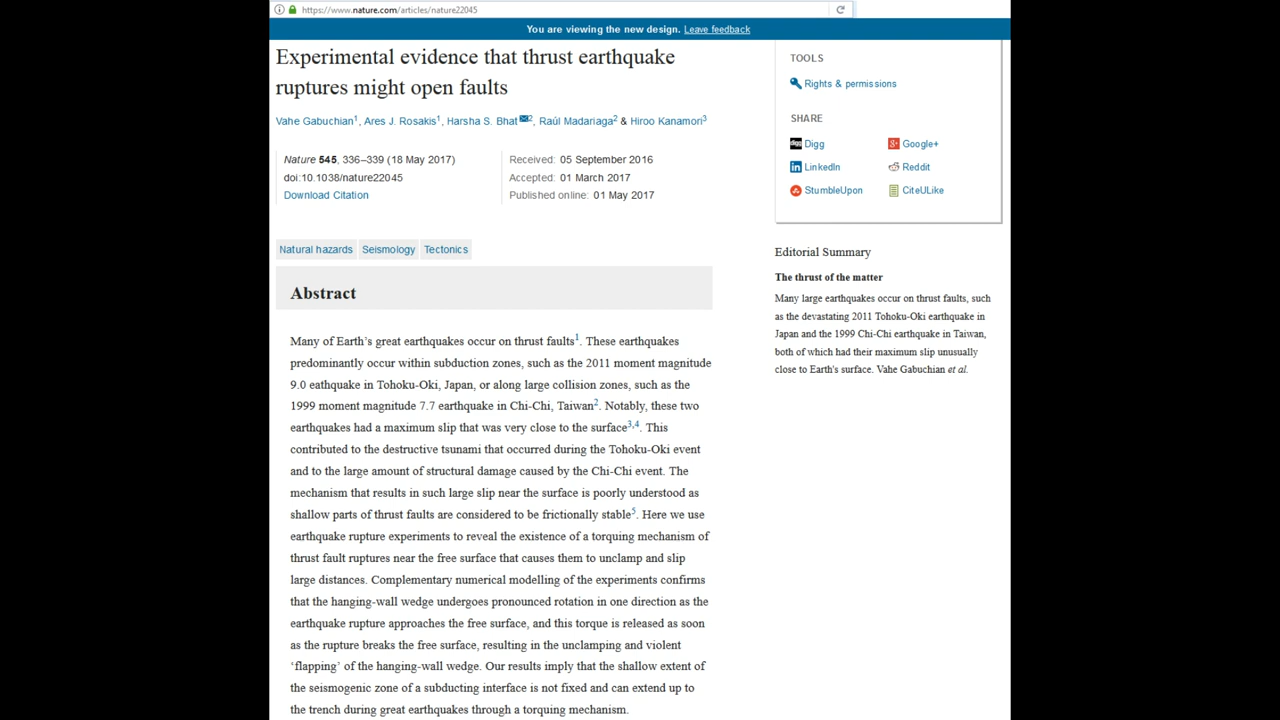 https://www.nature.com/articles/nature22045
You are viewing the new design. Leave feedback
Experimental evidence that thrust earthquake
ruptures might open faults
Vahe Gabuchian1, Ares J. Rosakis1, Harsha S. Bhat2, Raúl Madariaga2 & Hiroo Kanamori3
Nature 545, 336–339 (18 May 2017)
doi:10.1038/nature22045
Download Citation
Received: 05 September 2016
Accepted: 01 March 2017
Published online: 01 May 2017
Natural hazards Seismology Tectonics
Abstract
Many of Earth’s great earthquakes occur on thrust faults1. These earthquakes
predominantly occur within subduction zones, such as the 2011 moment magnitude
9.0 eathquake in Tohoku-Oki, Japan, or along large collision zones, such as the
1999 moment magnitude 7.7 earthquake in Chi-Chi, Taiwan2. Notably, these two
earthquakes had a maximum slip that was very close to the surface3,4. This
contributed to the destructive tsunami that occurred during the Tohoku-Oki event
and to the large amount of structural damage caused by the Chi-Chi event. The
mechanism that results in such large slip near the surface is poorly understood as
shallow parts of thrust faults are considered to be frictionally stable5. Here we use
earthquake rupture experiments to reveal the existence of a torquing mechanism of
thrust fault ruptures near the free surface that causes them to unclamp and slip
large distances. Complementary numerical modelling of the experiments confirms
that the hanging-wall wedge undergoes pronounced rotation in one direction as the
earthquake rupture approaches the free surface, and this torque is released as soon
as the rupture breaks the free surface, resulting in the unclamping and violent
‘flapping’ of the hanging-wall wedge. Our results imply that the shallow extent of
the seismogenic zone of a subducting interface is not fixed and can extend up to
the trench during great earthquakes through a torquing mechanism.
TOOLS
Rights & permissions
SHARE
Digg
Google+
LinkedIn
Reddit
StumbleUpon
CiteULike
Editorial Summary
The thrust of the matter
Many large earthquakes occur on thrust faults, such
as the devastating 2011 Tohoku-Oki earthquake in
Japan and the 1999 Chi-Chi earthquake in Taiwan,
both of which had their maximum slip unusually
close to Earth's surface. Vahe Gabuchian et al.